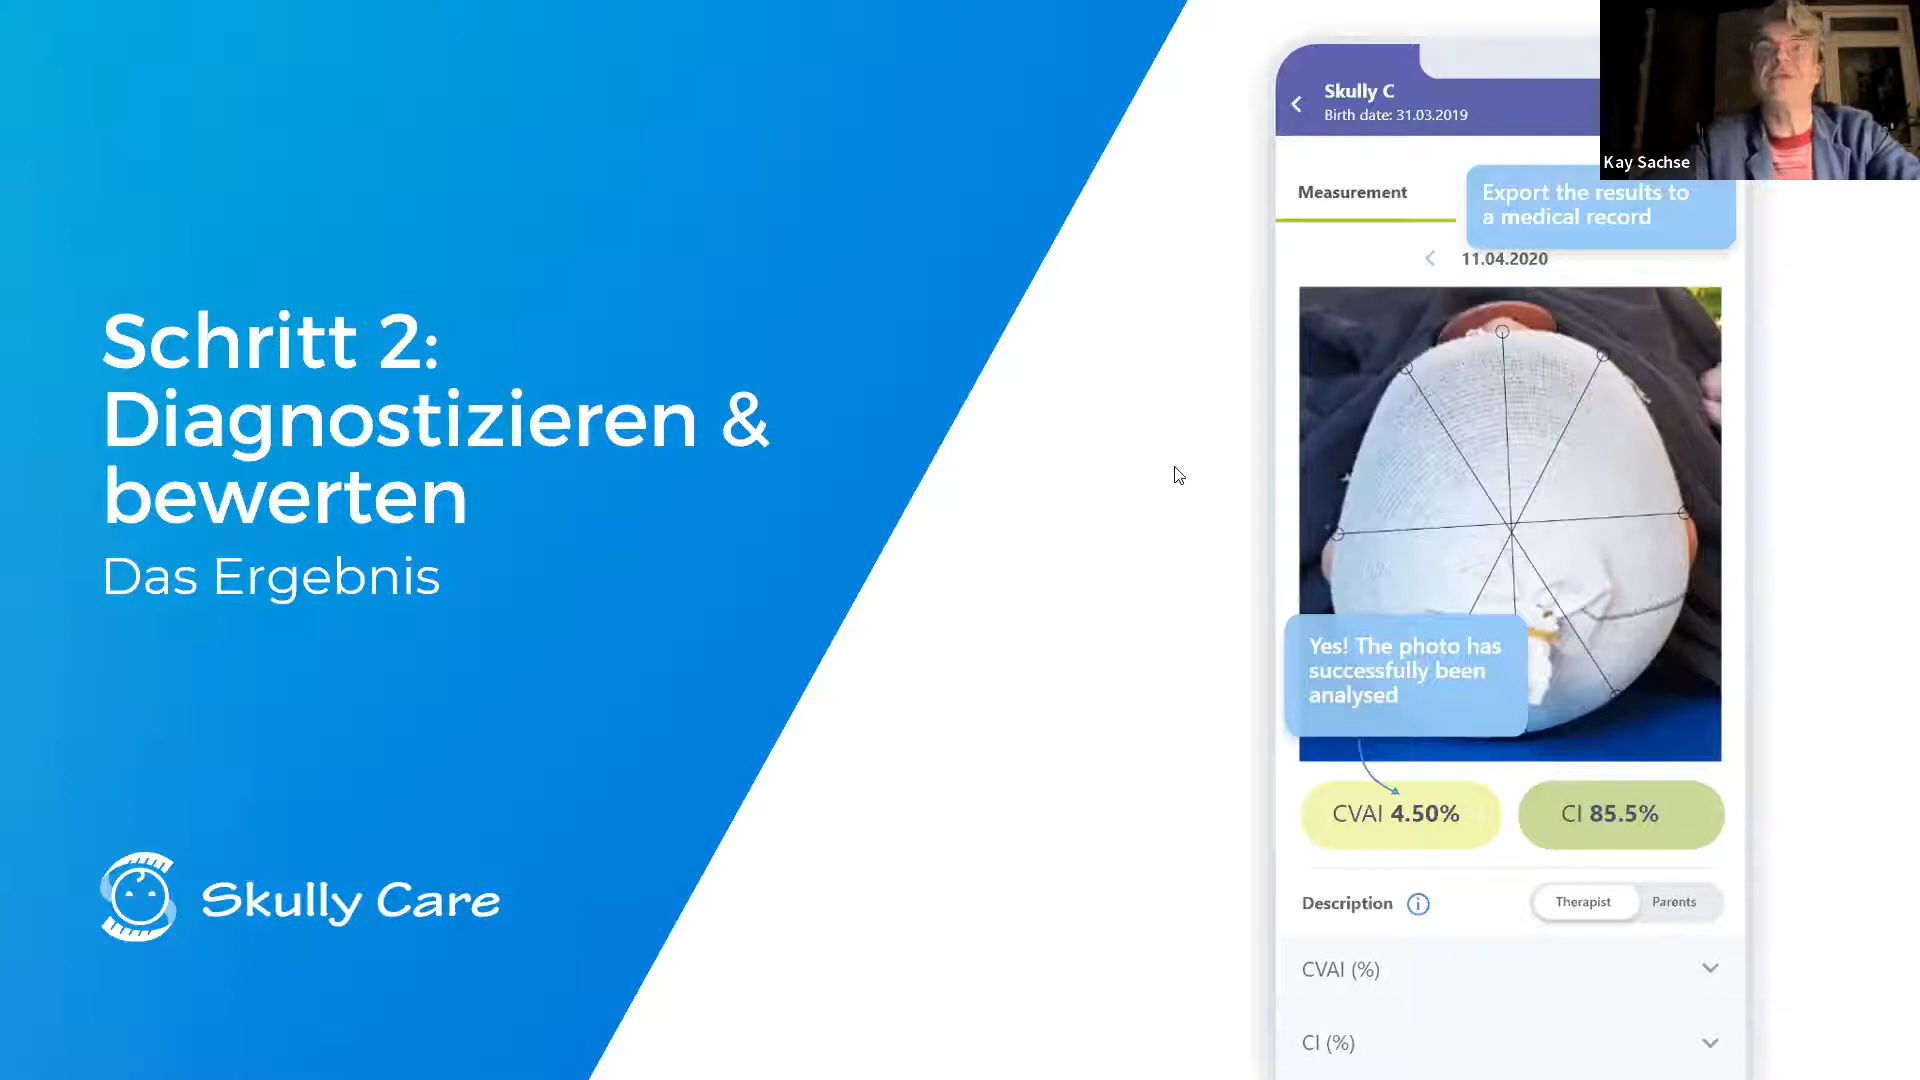 Schritt 2:
Diagnostizieren &
bewerten
Das Ergebnis
Skully Care
Skully C
Birth date: 31.03.2019
Kay Sachse
Measurement
Export the results to
a medical record
11.04.2020
Yes! The photo has
successfully been
analysed
CVAI 4.50%
CI 85.5%
Description
Therapist
Parents
CVAI (%)
CI (%)